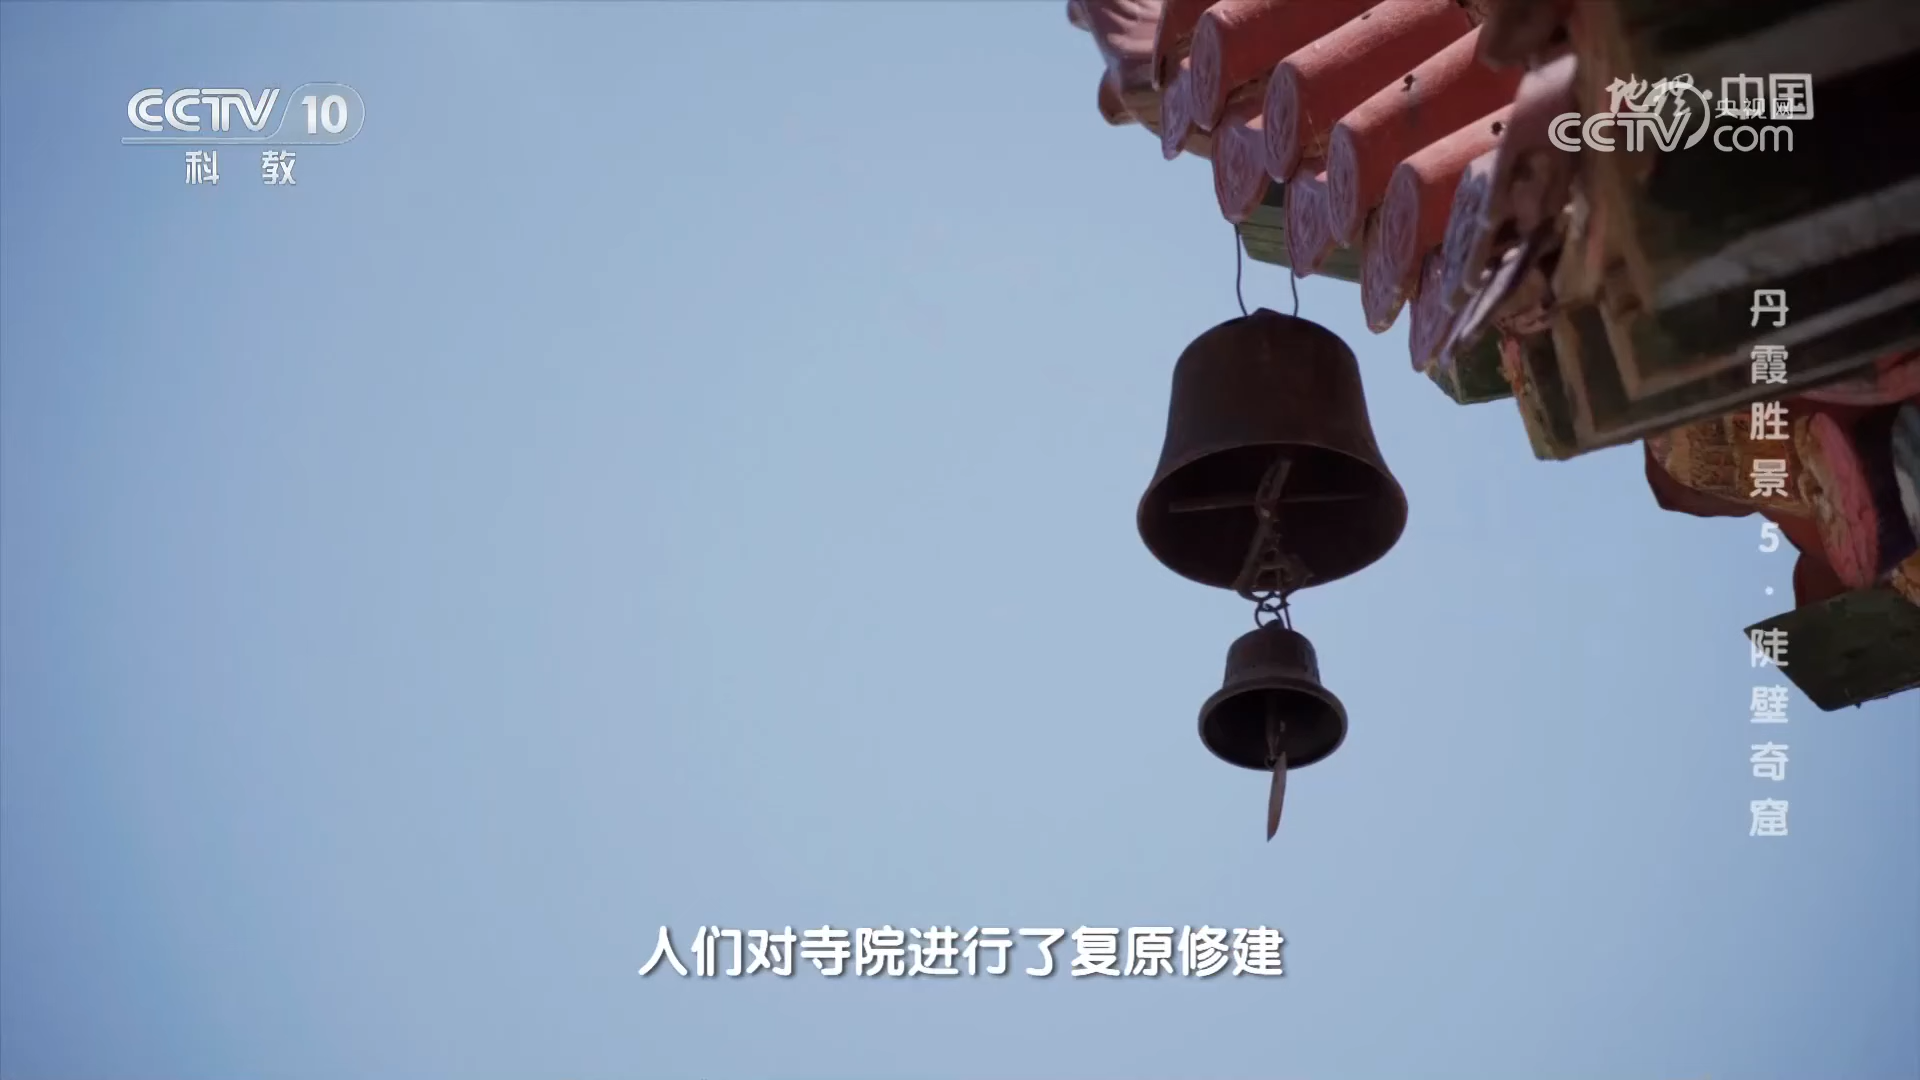 CCTV 10
科 教
地理·中国
央视网
CCTV.com
丹霞胜景5·陡壁奇窟
人们对寺院进行了复原修建